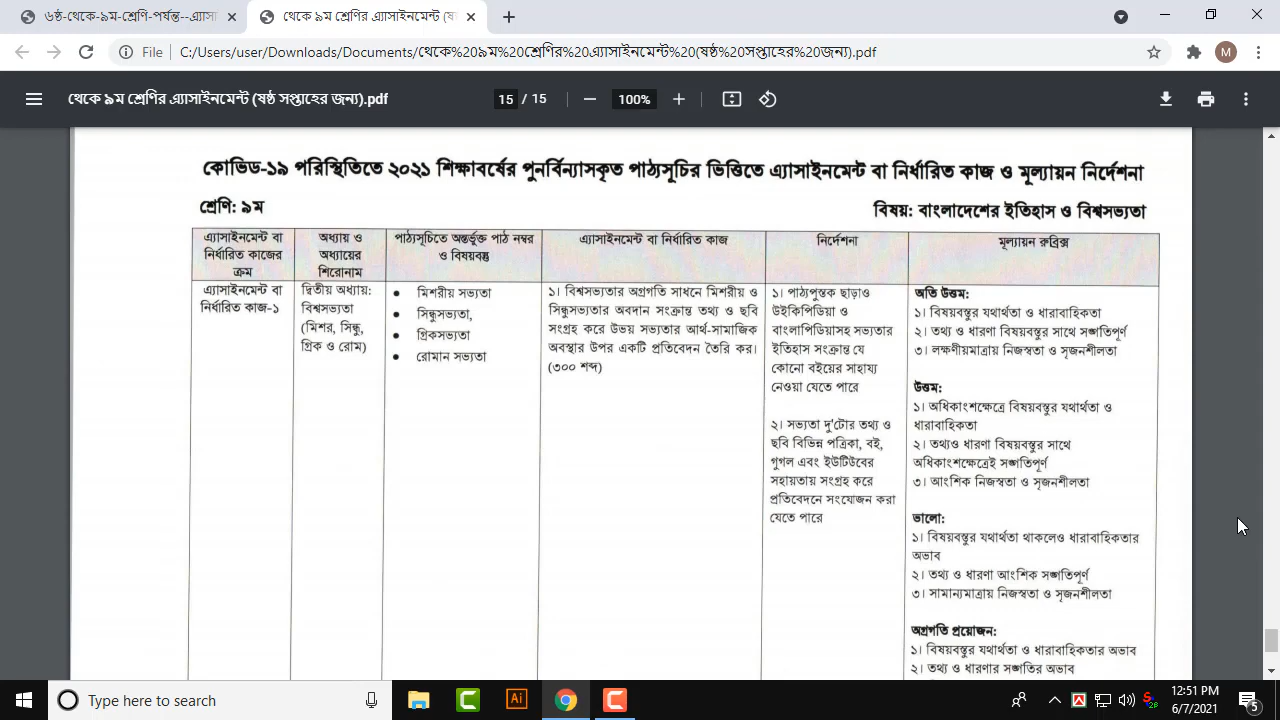 ৬ষ্ঠ-থেকে-৯ম-শ্রেণি-পর্যন্ত--এ্যাসা
থেকে ৯ম শ্রেণির এ্যাসাইনমেন্ট (ষ
File
C:/Users/user/Downloads/Documents/থেকে%20৯ম%20শ্রেণির%20এ্যাসাইনমেন্ট%20(ষষ্ঠ%20সপ্তাহের%20জন্য).pdf
M
থেকে ৯ম শ্রেণির এ্যাসাইনমেন্ট (ষষ্ঠ সপ্তাহের জন্য).pdf
15 / 15
100%
কোভিড-১৯ পরিস্থিতিতে ২০২১ শিক্ষাবর্ষের পুনর্বিন্যাসকৃত পাঠ্যসূচির ভিত্তিতে এ্যাসাইনমেন্ট বা নির্ধারিত কাজ ও মূল্যায়ন নির্দেশনা
শ্রেণি: ৯ম
বিষয়: বাংলাদেশের ইতিহাস ও বিশ্বসভ্যতা
এ্যাসাইনমেন্ট বা
নির্ধারিত কাজের
ক্রম
অধ্যায় ও
অধ্যায়ের
শিরোনাম
পাঠ্যসূচিতে অন্তর্ভুক্ত পাঠ নম্বর
ও বিষয়বস্তু
এ্যাসাইনমেন্ট বা নির্ধারিত কাজ
নির্দেশনা
মূল্যায়ন রুব্রিক্স
এ্যাসাইনমেন্ট বা
নির্ধারিত কাজ-১
দ্বিতীয় অধ্যায়:
বিশ্বসভ্যতা
(মিশর, সিন্ধু,
গ্রিক ও রোম)
• মিশরীয় সভ্যতা
• সিন্ধুসভ্যতা,
• গ্রিকসভ্যতা
• রোমান সভ্যতা
১। বিশ্বসভ্যতার অগ্রগতি সাধনে মিশরীয় ও
সিন্ধুসভ্যতার অবদান সংক্রান্ত তথ্য ও ছবি
সংগ্রহ করে উভয় সভ্যতার আর্থ-সামাজিক
অবস্থার উপর একটি প্রতিবেদন তৈরি কর।
(৩০০ শব্দ)
১। পাঠ্যপুস্তক ছাড়াও
উইকিপিডিয়া ও
বাংলাপিডিয়াসহ সভ্যতার
ইতিহাস সংক্রান্ত যে
কোনো বইয়ের সাহায্য
নেওয়া যেতে পারে
২। সভ্যতা দু'টোর তথ্য ও
ছবি বিভিন্ন পত্রিকা, বই,
গুগল এবং ইউটিউবের
সহায়তায় সংগ্রহ করে
প্রতিবেদনে সংযোজন করা
যেতে পারে
অতি উত্তম:
১। বিষয়বস্তুর যথার্থতা ও ধারাবাহিকতা
২। তথ্য ও ধারণা বিষয়বস্তুর সাথে সঙ্গতিপূর্ণ
৩। লক্ষণীয়মাত্রায় নিজস্বতা ও সৃজনশীলতা
উত্তম:
১। অধিকাংশক্ষেত্রে বিষয়বস্তুর যথার্থতা ও
ধারাবাহিকতা
২। তথ্যও ধারণা বিষয়বস্তুর সাথে
অধিকাংশক্ষেত্রেই সঙ্গতিপূর্ণ
৩। আংশিক নিজস্বতা ও সৃজনশীলতা
ভালো:
১। বিষয়বস্তুর যথার্থতা থাকলেও ধারাবাহিকতার
অভাব
২। তথ্য ও ধারণা আংশিক সঙ্গতিপূর্ণ
৩। সামান্যমাত্রায় নিজস্বতা ও সৃজনশীলতা
অগ্রগতি প্রয়োজন:
১। বিষয়বস্তুর যথার্থতা ও ধারাবাহিকতার অভাব
২। তথ্য ও ধারণার সঙ্গতির অভাব
Type here to search
Ai
12:51 PM
6/7/2021
5